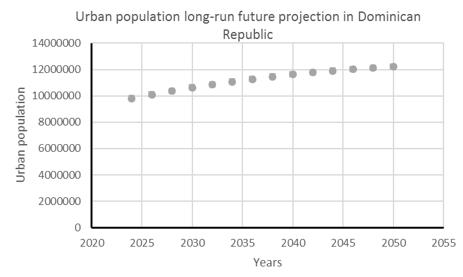 Urban population long-run future projection in Dominican
Republic
14000000
12000000
10000000
8000000
6000000
4000000
2000000
0
Urban population
2020 2025 2030 2035 2040 2045 2050 2055
Years